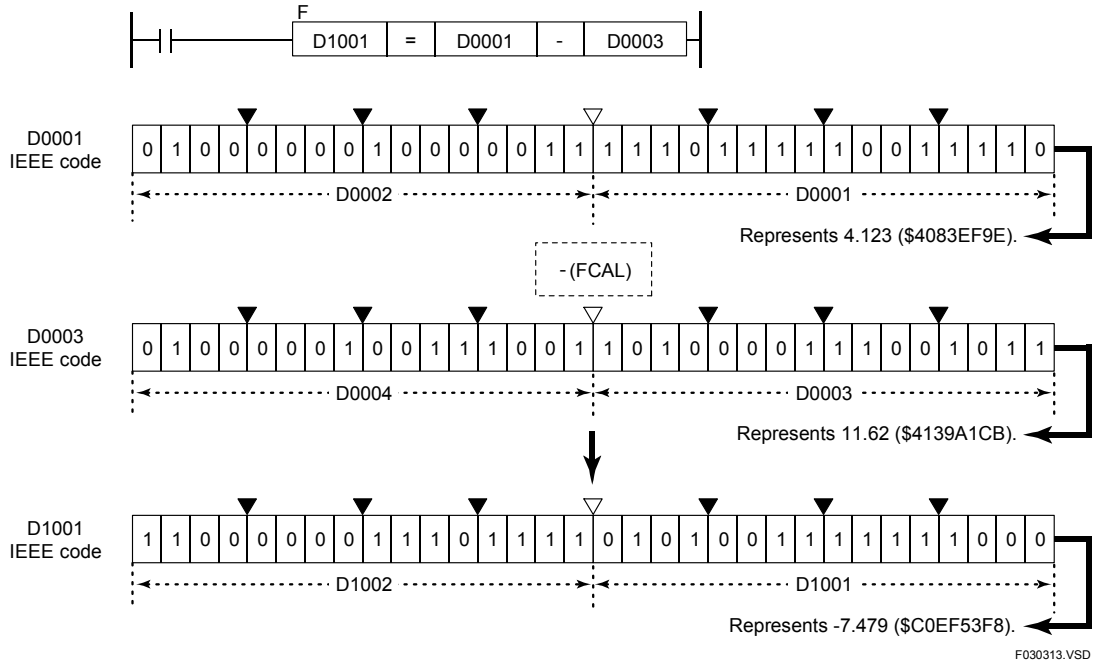 F
D1001 = D0001 - D0003
D0001
IEEE code
0 1 0 0 0 0 0 0 1 0 0 0 0 0 1 1 1 1 1 0 1 1 1 1 1 0 0 1 1 1 1 0
D0002 D0001
Represents 4.123 ($4083EF9E).
- (FCAL)
D0003
IEEE code
0 1 0 0 0 0 0 1 0 0 1 1 1 0 0 1 1 0 1 0 0 0 0 1 1 1 0 0 1 0 1 1
D0004 D0003
Represents 11.62 ($4139A1CB).
D1001
IEEE code
1 1 0 0 0 0 0 0 1 1 1 0 1 1 1 1 0 1 0 1 0 0 1 1 1 1 1 1 1 0 0 0
D1002 D1001
Represents -7.479 ($C0EF53F8).
F030313.VSD